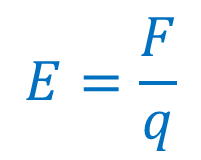 E = F/q